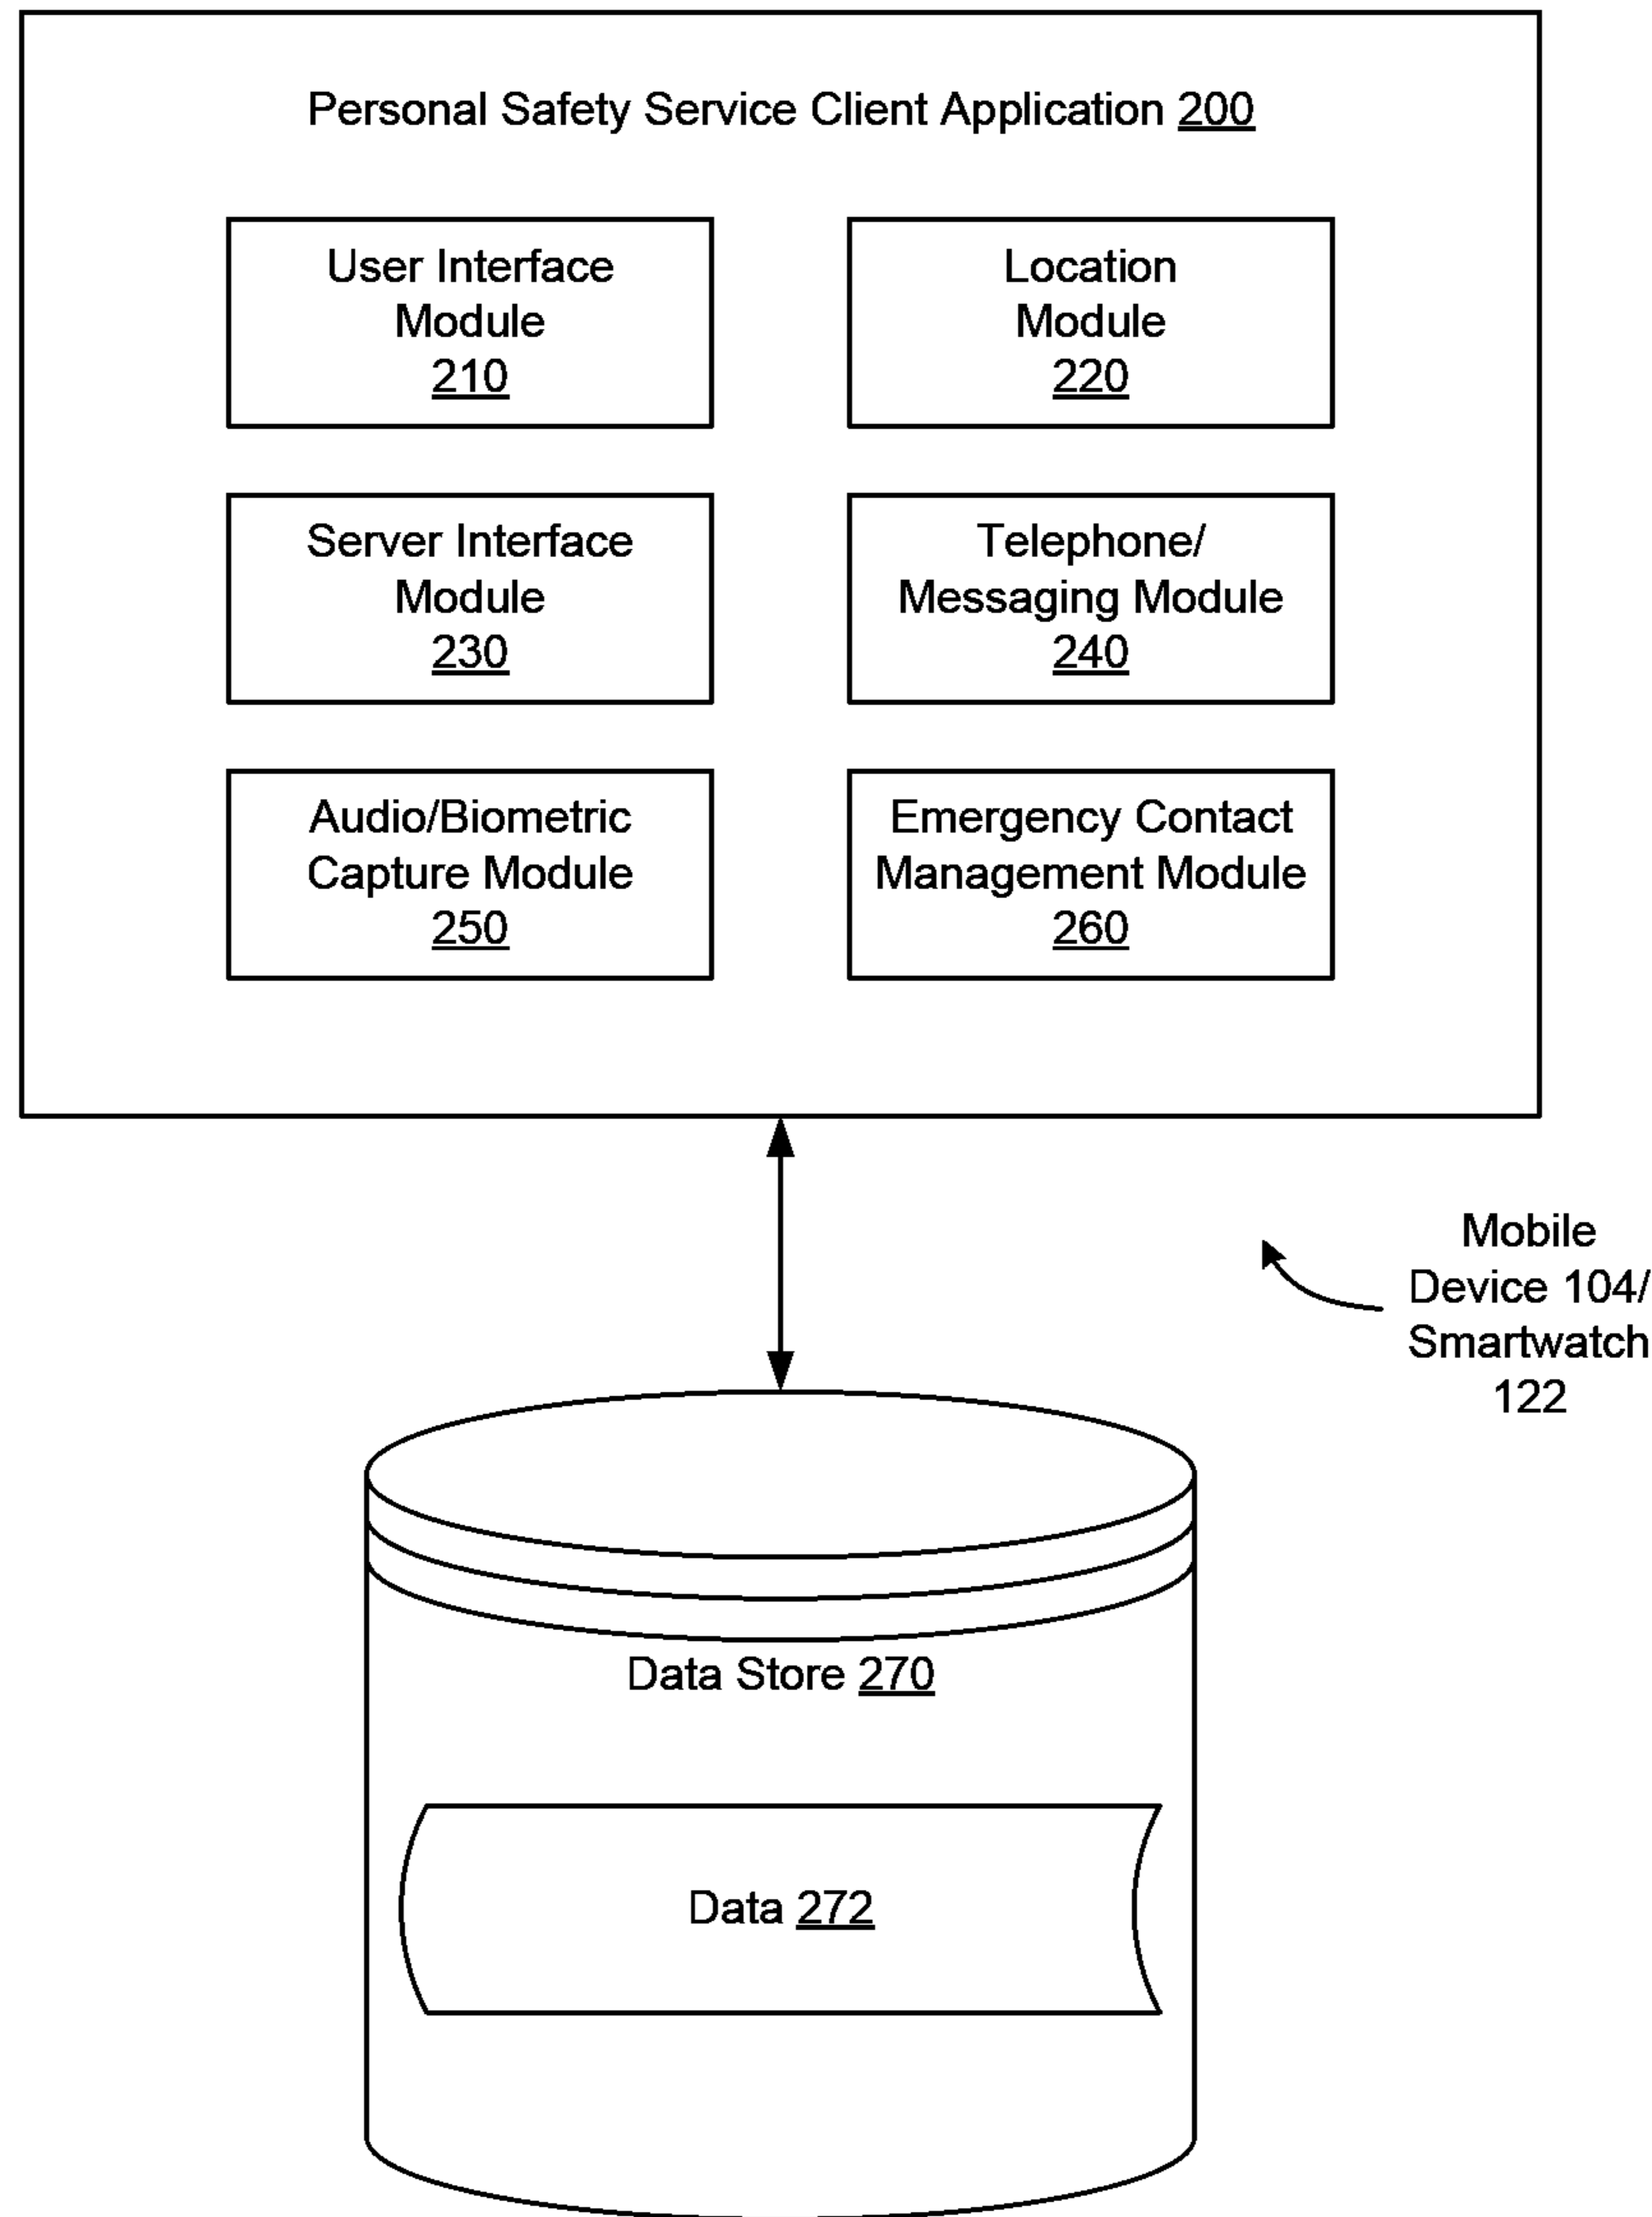 Personal Safety Service Client Application 200
User Interface
Module
210
Location
Module
220
Server Interface
Module
230
Telephone/
Messaging Module
240
Audio/Biometric
Capture Module
250
Emergency Contact
Management Module
260
Mobile
Device 104/
Smartwatch
122
Data Store 270
Data 272